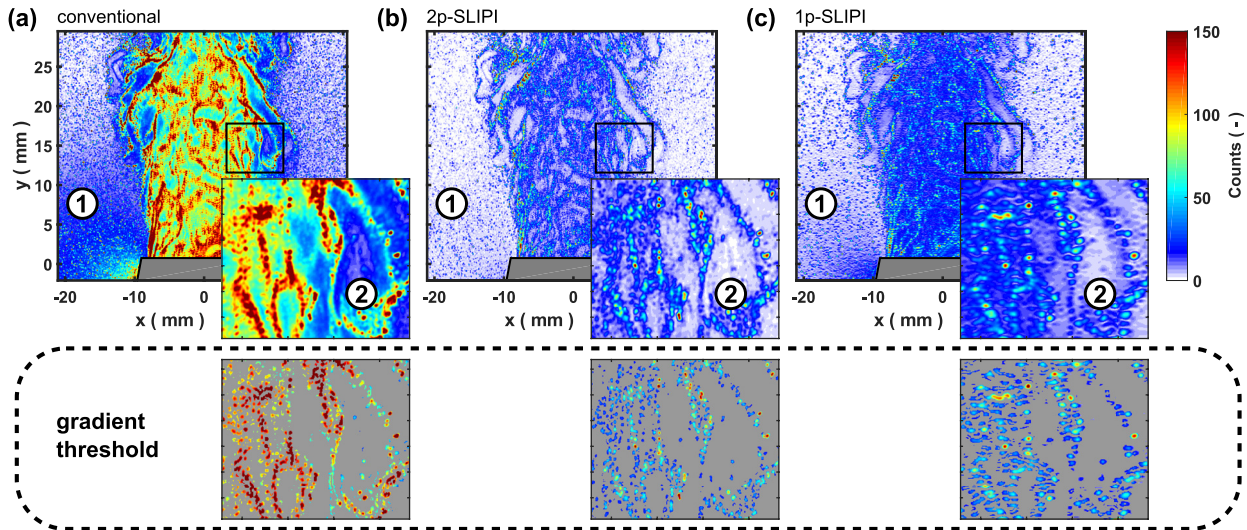 (a) conventional
(b) 2p-SLIPI
(c) 1p-SLIPI
25
20
15
10
5
0
y ( mm )
-20
-10
0
x ( mm )
1
2
-20
-10
0
x ( mm )
1
2
-20
-10
0
x ( mm )
1
2
150
100
50
0
Counts ( - )
gradient
threshold